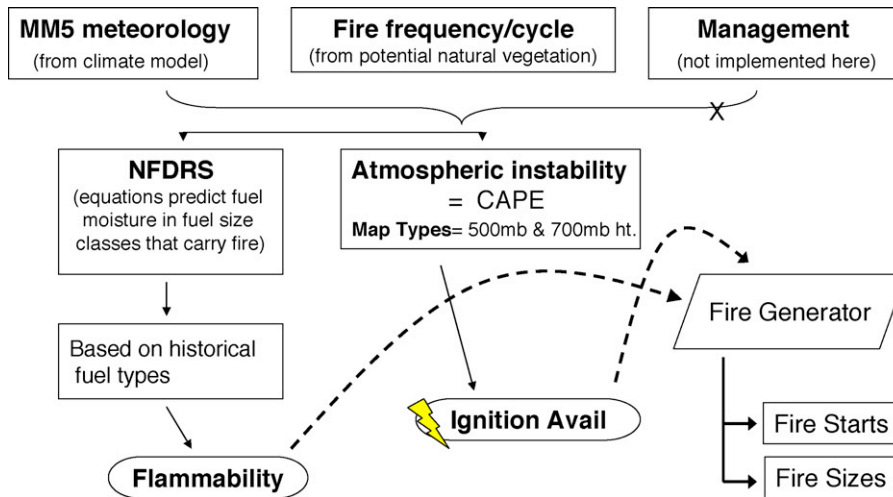 MM5 meteorology
(from climate model)
Fire frequency/cycle
(from potential natural vegetation)
Management
(not implemented here)
X
NFDRS
(equations predict fuel
moisture in fuel size
classes that carry fire)
Atmospheric instability
= CAPE
Map Types= 500mb & 700mb ht.
Fire Generator
Based on historical
fuel types
Ignition Avail
Flammability
Fire Starts
Fire Sizes